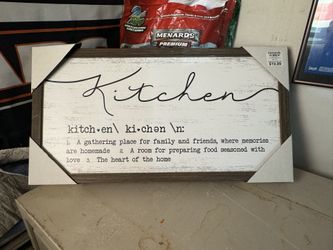 MENARDS
PREMIUM
$19.99
Kitchen
kitch•en\ ki•chən \n:
1 A gathering place for family and friends, where memories
are homemade 2 A room for preparing food seasoned with
love 3 The heart of the home